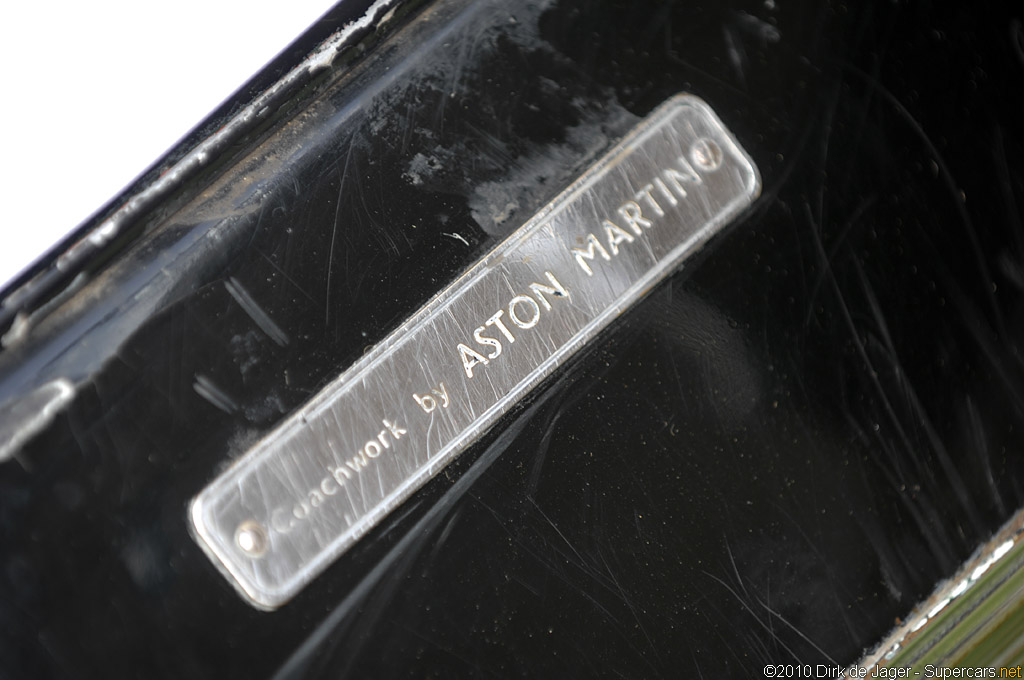 Coachwork by ASTON MARTIN
©2010 Dirk de Jager - Supercars.net